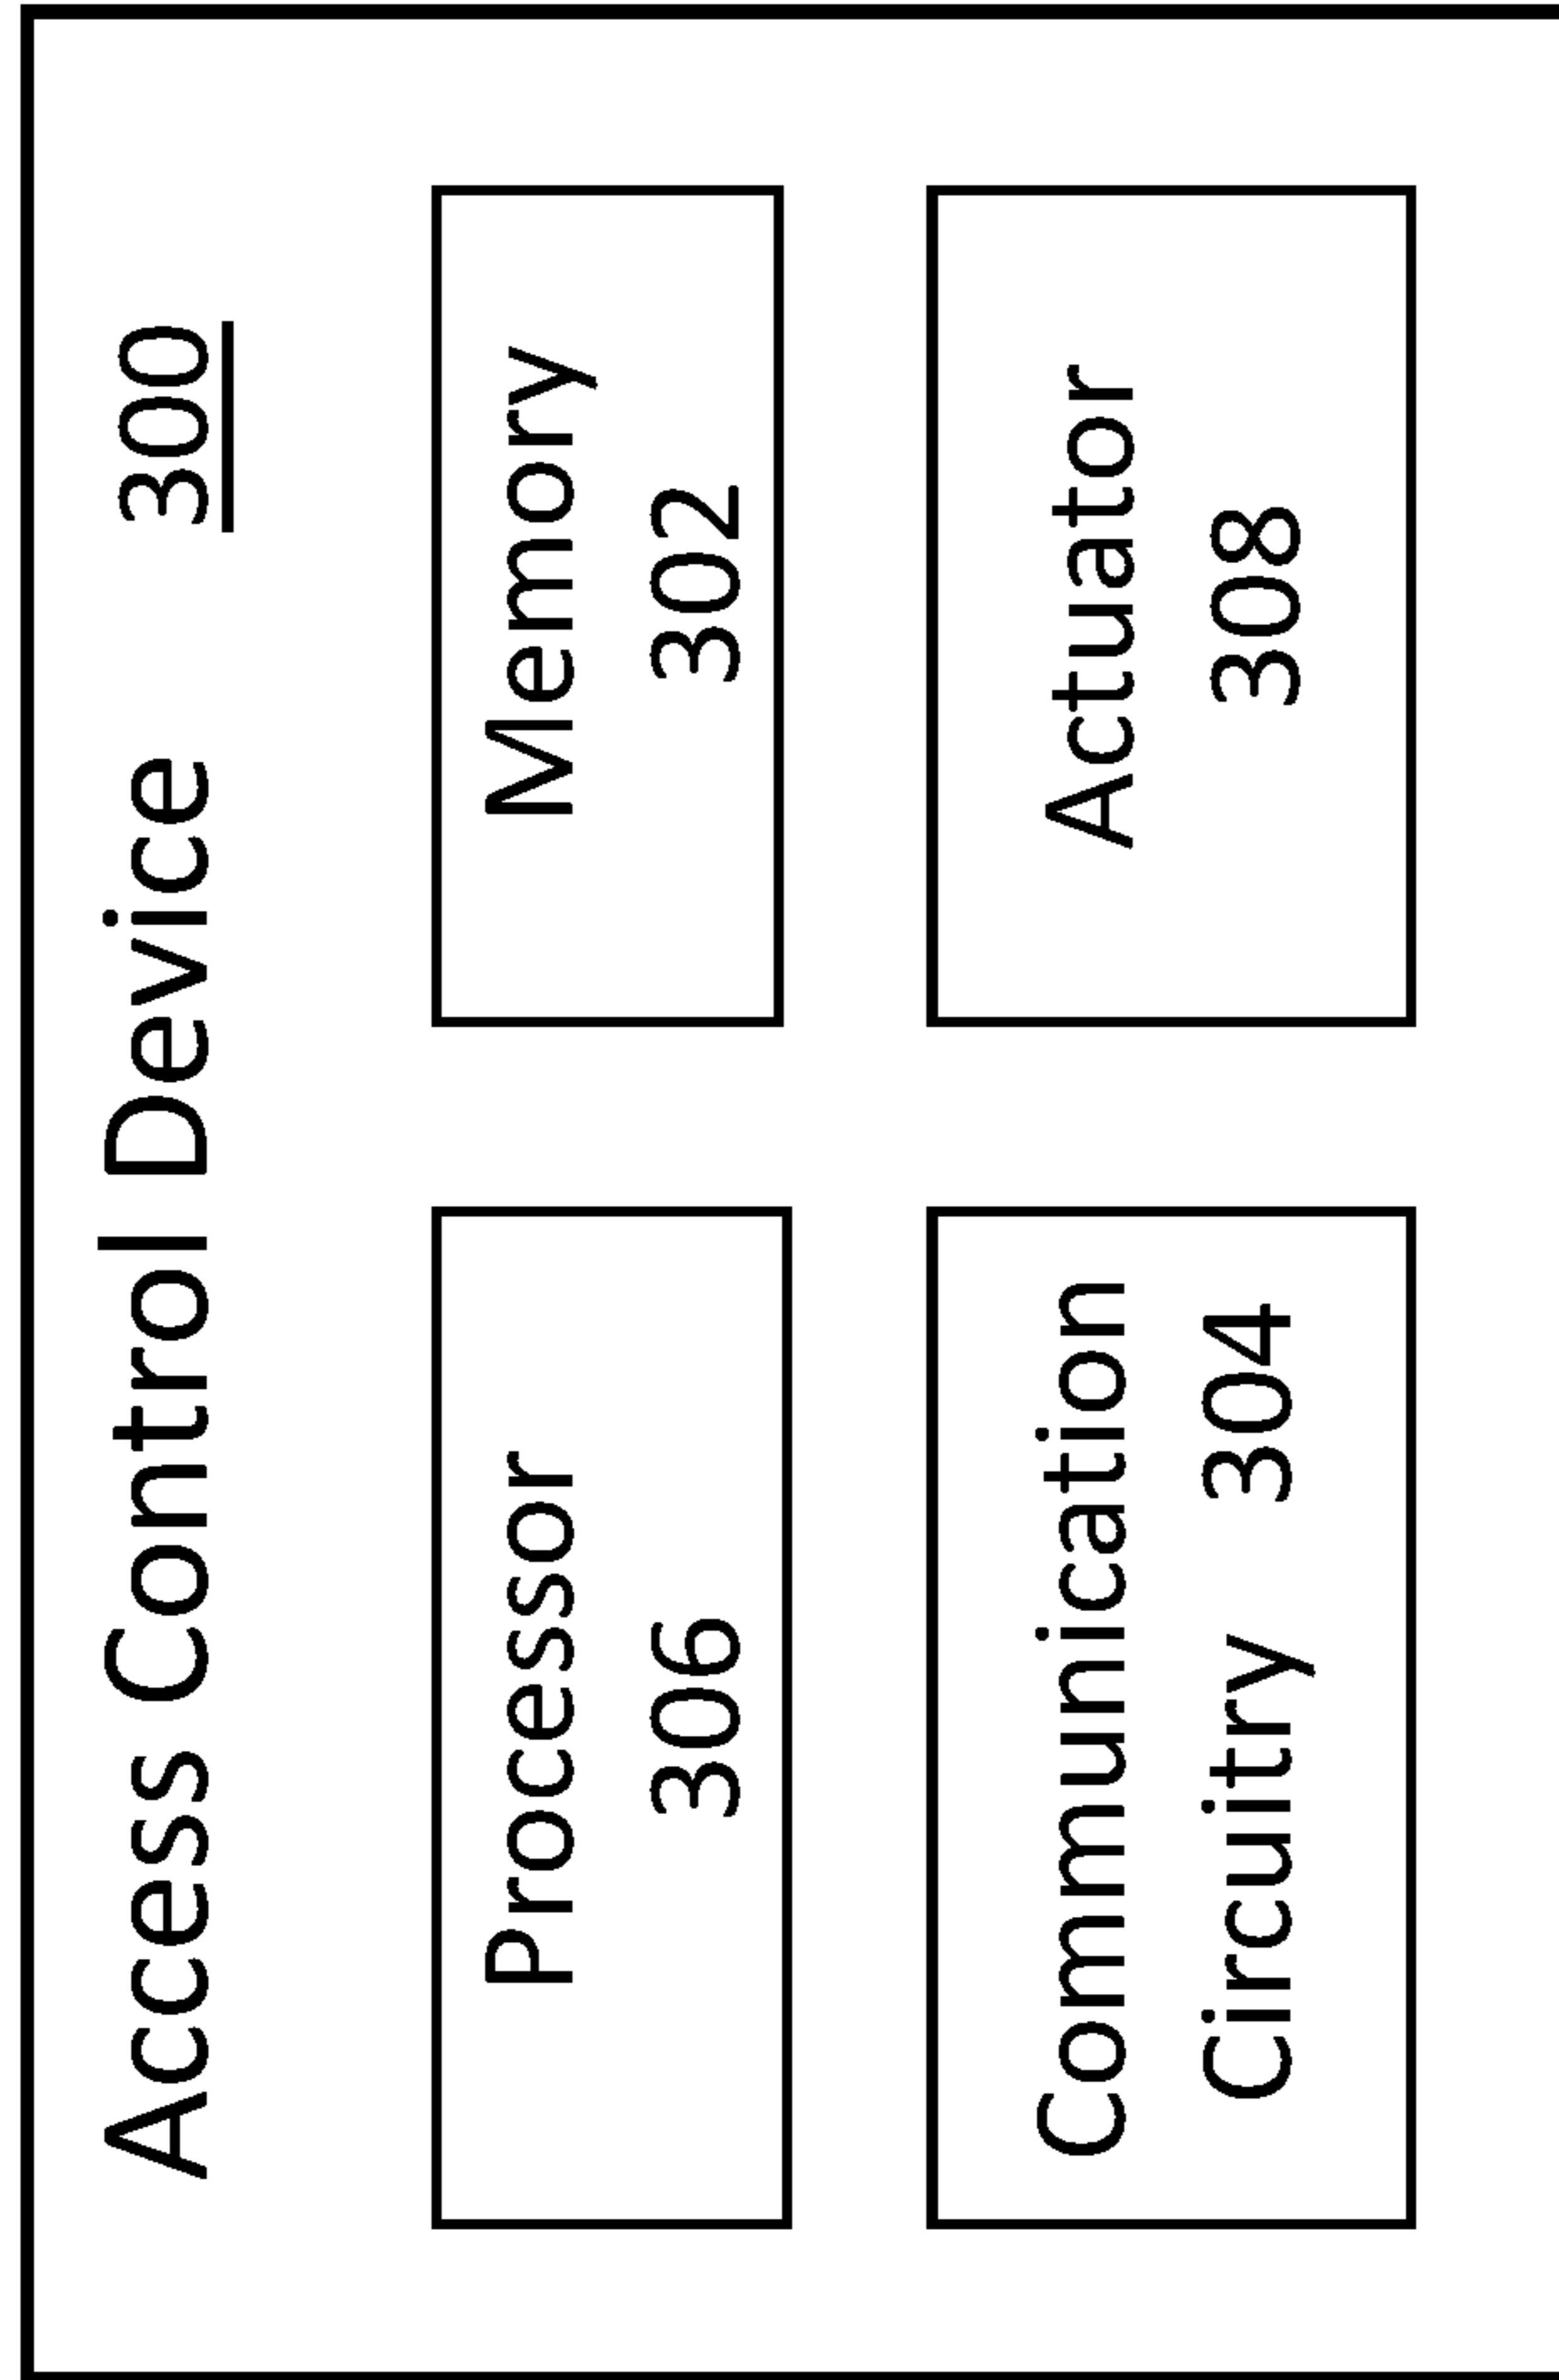 Access Control Device 300
Processor
306
Memory
302
Communication
Circuitry 304
Actuator
308